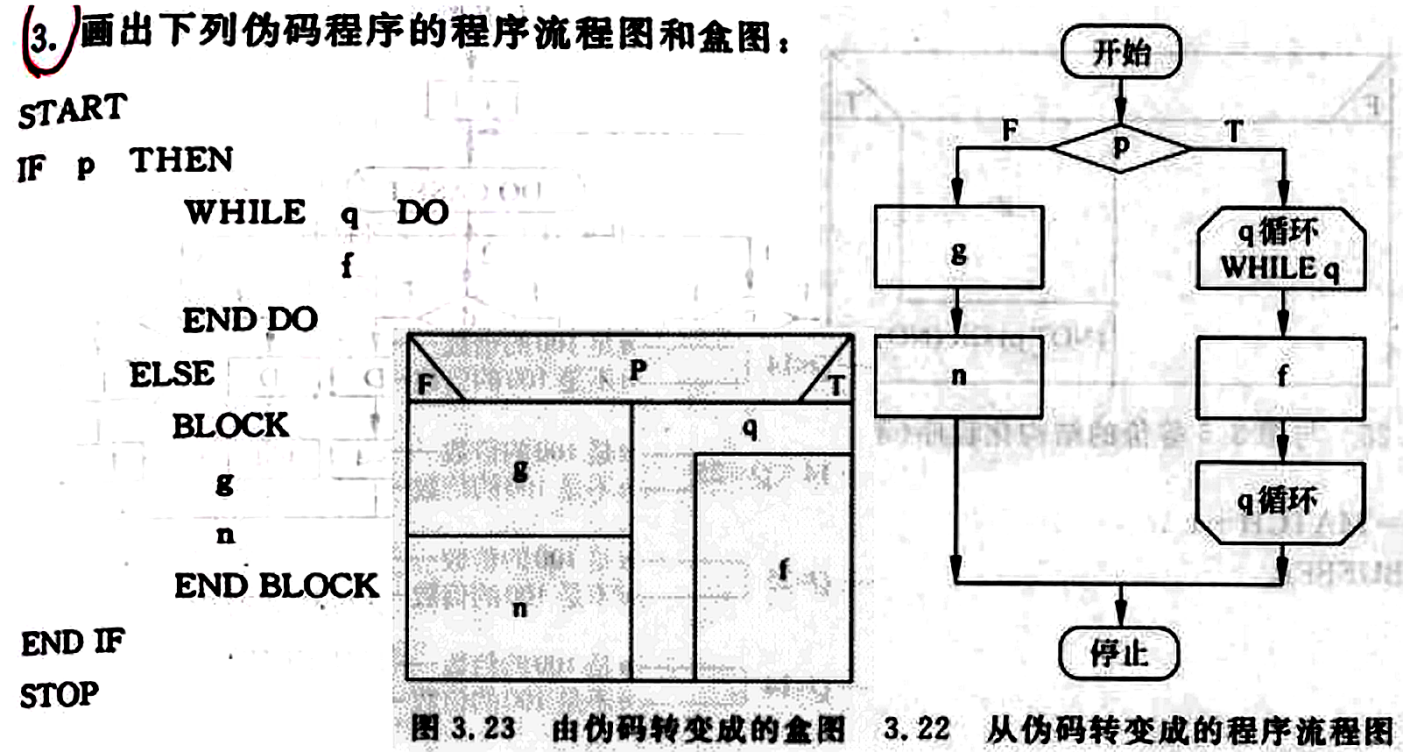 3. 画出下列伪码程序的程序流程图和盒图：
START
IF p THEN
WHILE q DO
f
END DO
ELSE
BLOCK
g
n
END BLOCK
END IF
STOP
F P T
q
g
f
n
图 3.23 由伪码转变成的盒图
开始
F T
p
g
q循环
WHILE q
n
f
q循环
停止
3.22 从伪码转变成的程序流程图